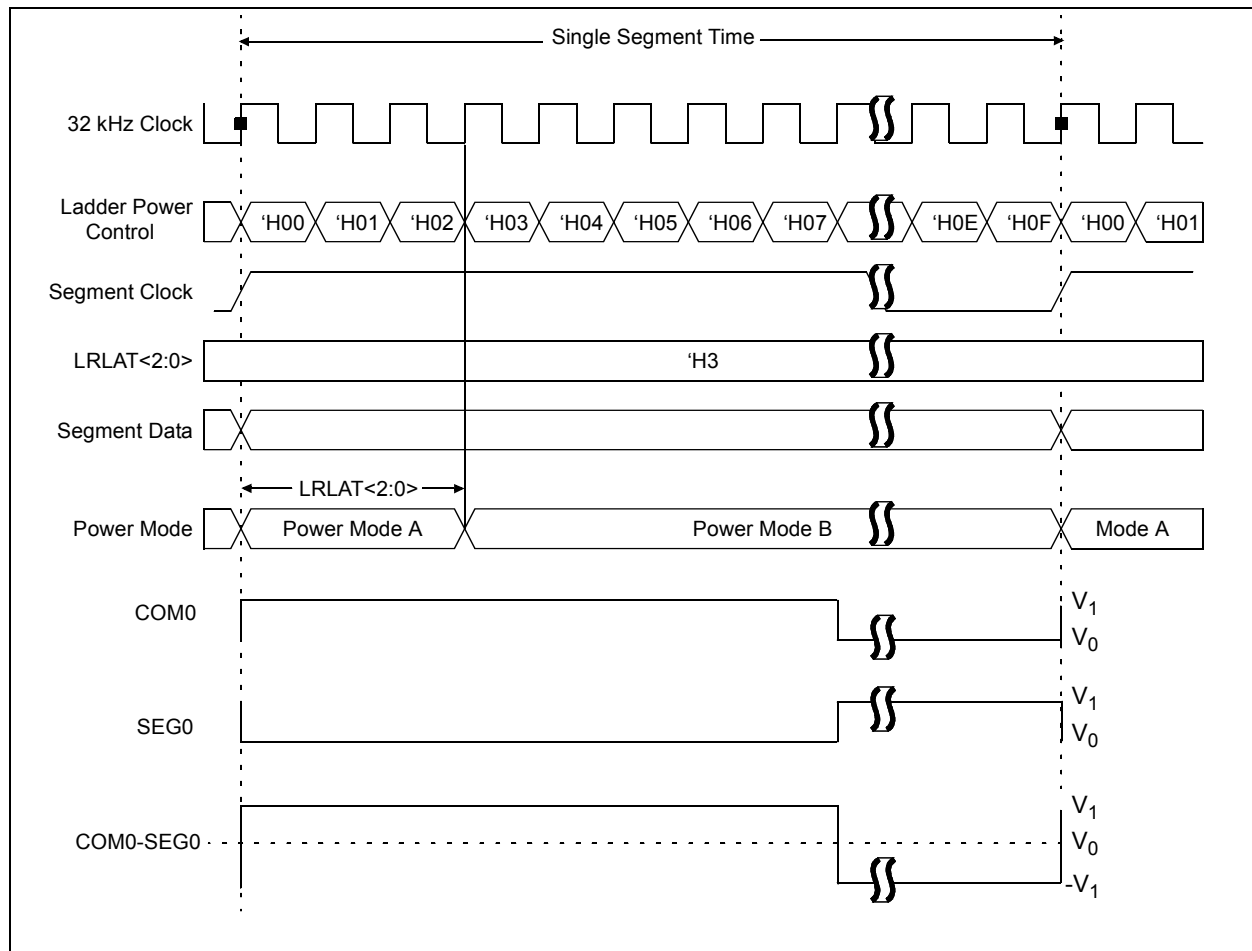 Single Segment Time
32 kHz Clock
Ladder Power
Control
‘H00 ‘H01 ‘H02 ‘H03 ‘H04 ‘H05 ‘H06 ‘H07 ‘H0E ‘H0F ‘H00 ‘H01
Segment Clock
LRLAT<2:0>
‘H3
Segment Data
LRLAT<2:0>
Power Mode
Power Mode A
Power Mode B
Mode A
COM0
V1
V0
SEG0
V1
V0
COM0-SEG0
V1
V0
-V1